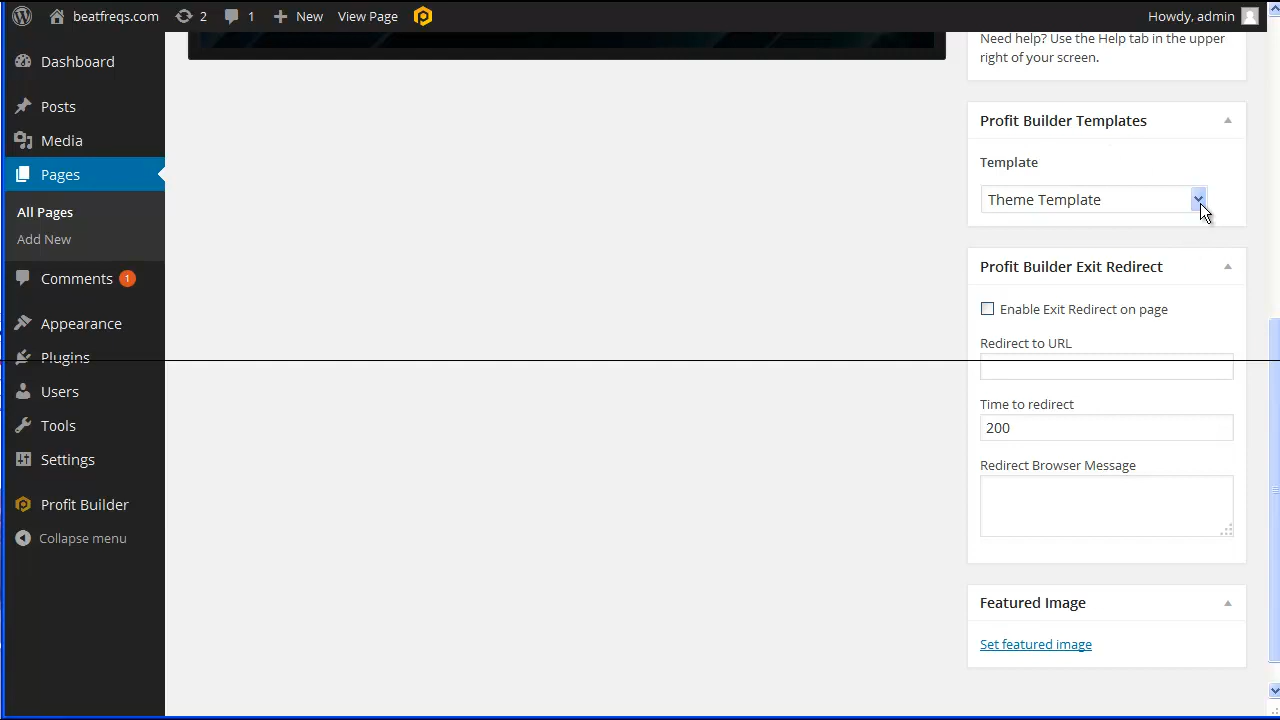 beatfreqs.com 2 1 New View Page Howdy, admin
Dashboard
Posts
Media
Pages
All Pages
Add New
Comments 1
Appearance
Plugins
Users
Tools
Settings
Profit Builder
Collapse menu
Need help? Use the Help tab in the upper
right of your screen.
Profit Builder Templates
Template
Theme Template
Profit Builder Exit Redirect
Enable Exit Redirect on page
Redirect to URL
Time to redirect
200
Redirect Browser Message
Featured Image
Set featured image